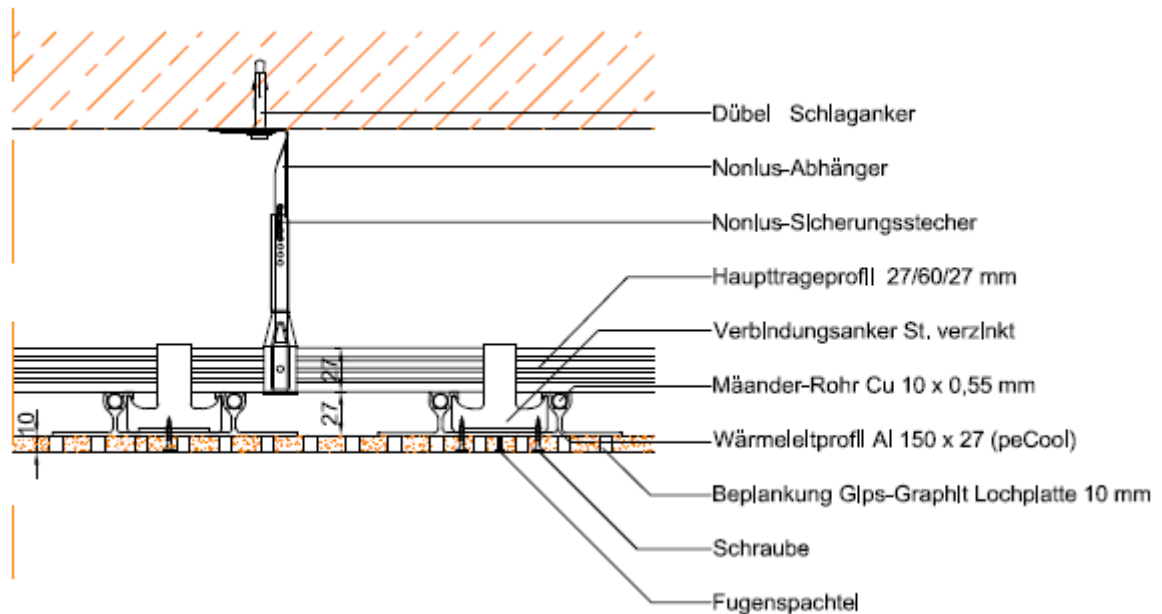 Dübel Schlaganker
Nonius-Abhänger
Nonius-Sicherungsstecher
Haupttrageprofil 27/60/27 mm
Verbindungsanker St. verzinkt
27
Mäander-Rohr Cu 10 x 0,55 mm
27
10
Wärmeleitprofil Al 150 x 27 (peCool)
Beplankung Gips-Graphit Lochplatte 10 mm
Schraube
Fugenspachtel